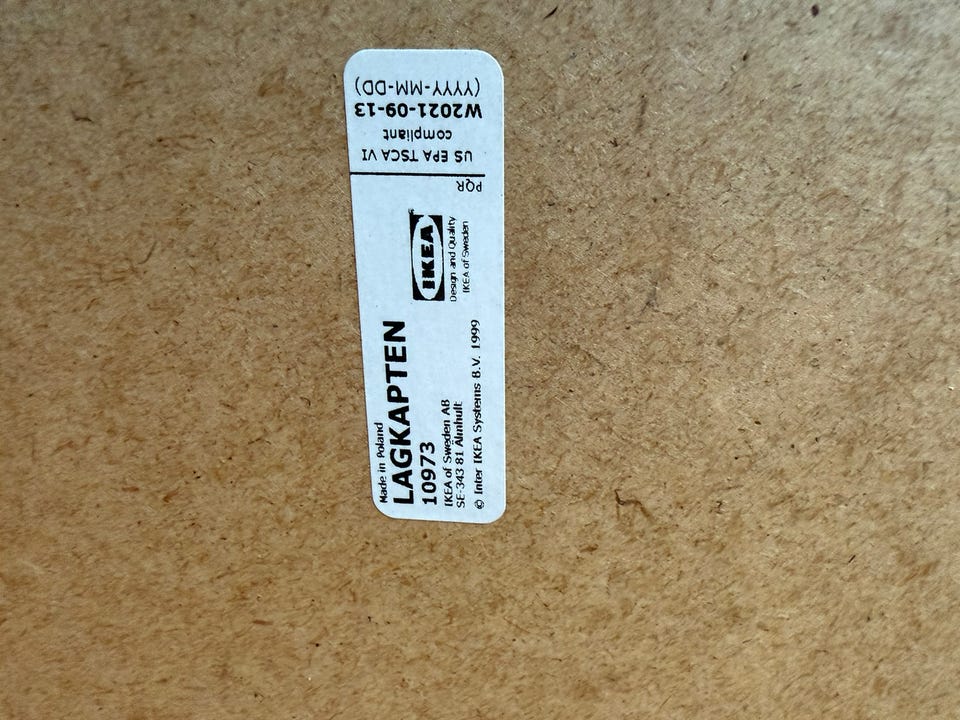 Made in Poland
LAGKAPTEN
10973
IKEA of Sweden AB
SE-343 81 Älmhult
© Inter IKEA Systems B.V. 1999
IKEA®
Design and Quality
IKEA of Sweden
PQR
US EPA TSCA VI
compliant
W2021-09-13
(YYYY-MM-DD)